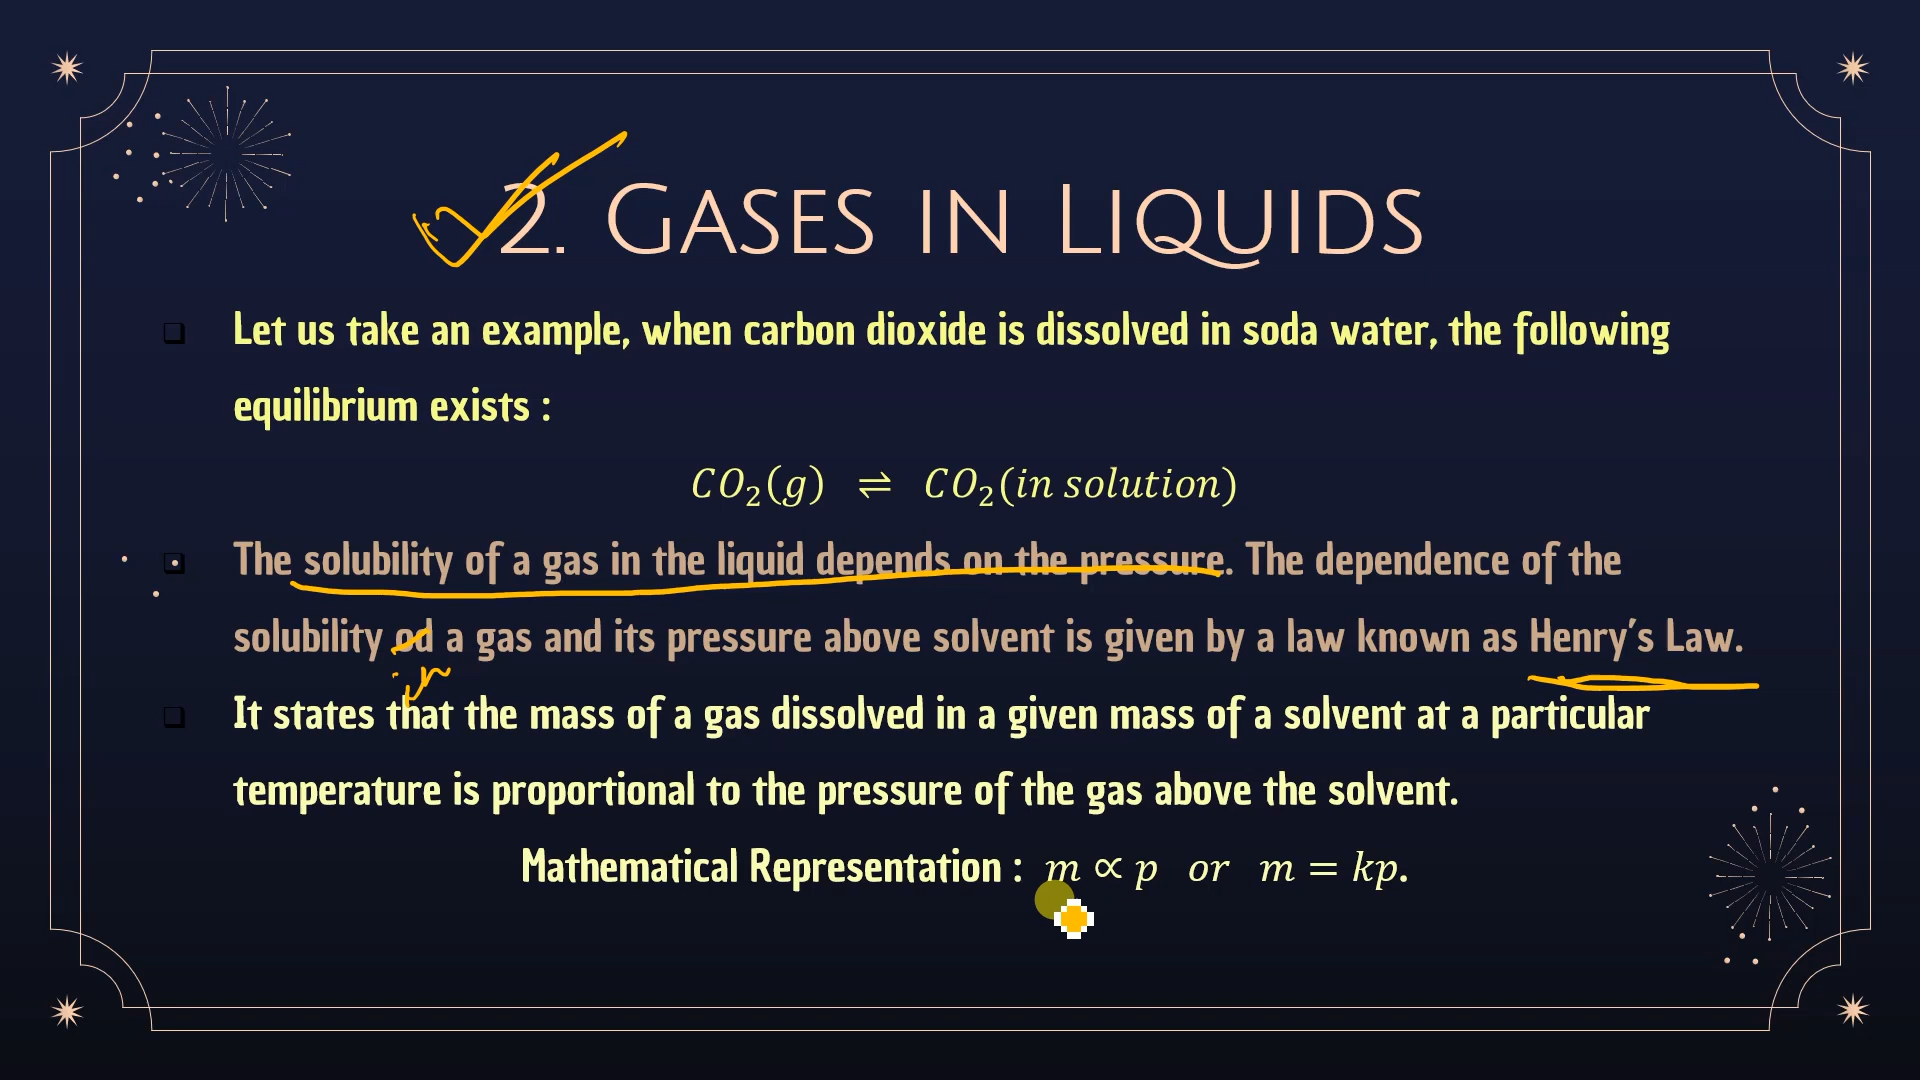 2. Gases in Liquids
❑ Let us take an example, when carbon dioxide is dissolved in soda water, the following
equilibrium exists :
CO₂(g) ⇌ CO₂(in solution)
❑ The solubility of a gas in the liquid depends on the pressure. The dependence of the
solubility od a gas and its pressure above solvent is given by a law known as Henry’s Law.
❑ It states that the mass of a gas dissolved in a given mass of a solvent at a particular
temperature is proportional to the pressure of the gas above the solvent.
Mathematical Representation : m ∝ p or m = kp.